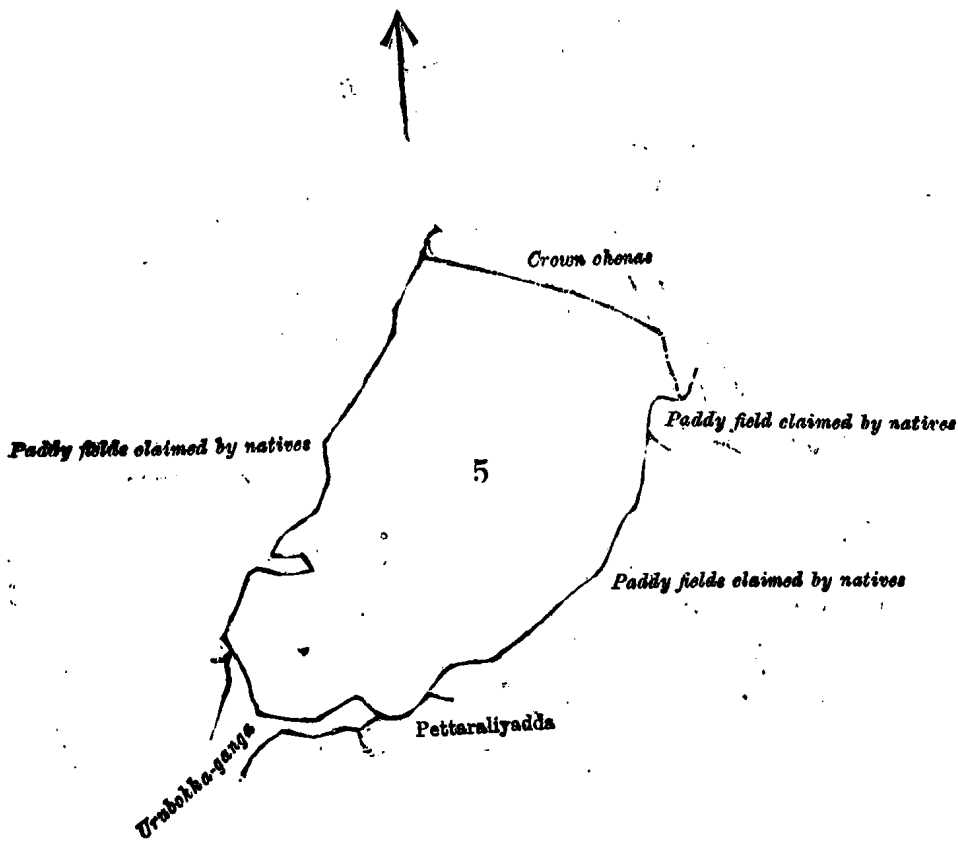 Crown chenas
Paddy field claimed by natives
Paddy fields claimed by natives
5
Paddy fields claimed by natives
Pettaraliyadda
Urubokka-ganga